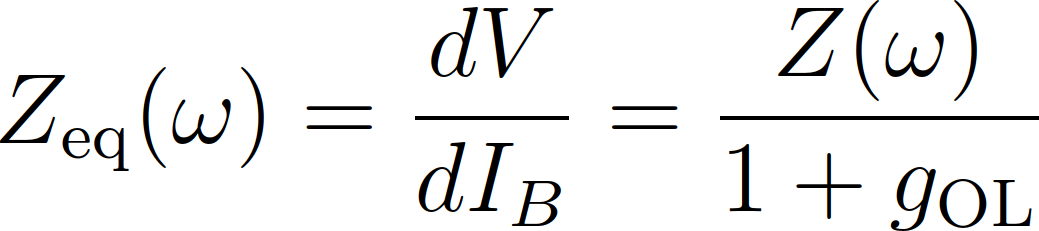 Z_eq(ω) = dV/dI_B = Z(ω)/(1 + g_OL)